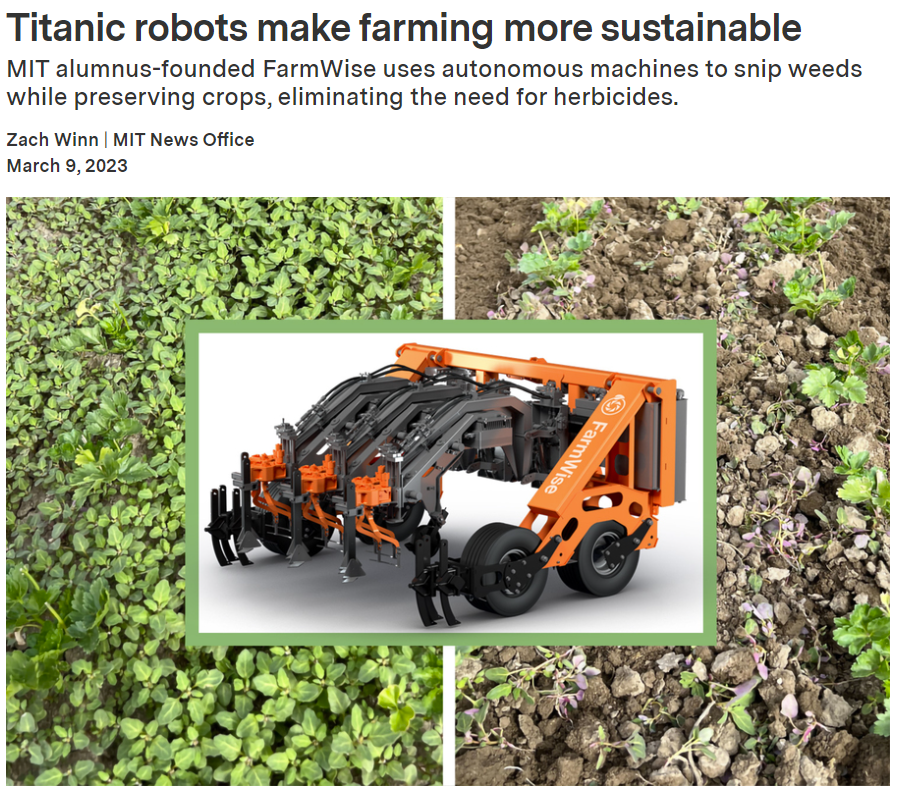 Titanic robots make farming more sustainable
MIT alumnus-founded FarmWise uses autonomous machines to snip weeds
while preserving crops, eliminating the need for herbicides.
Zach Winn | MIT News Office
March 9, 2023
FarmWise